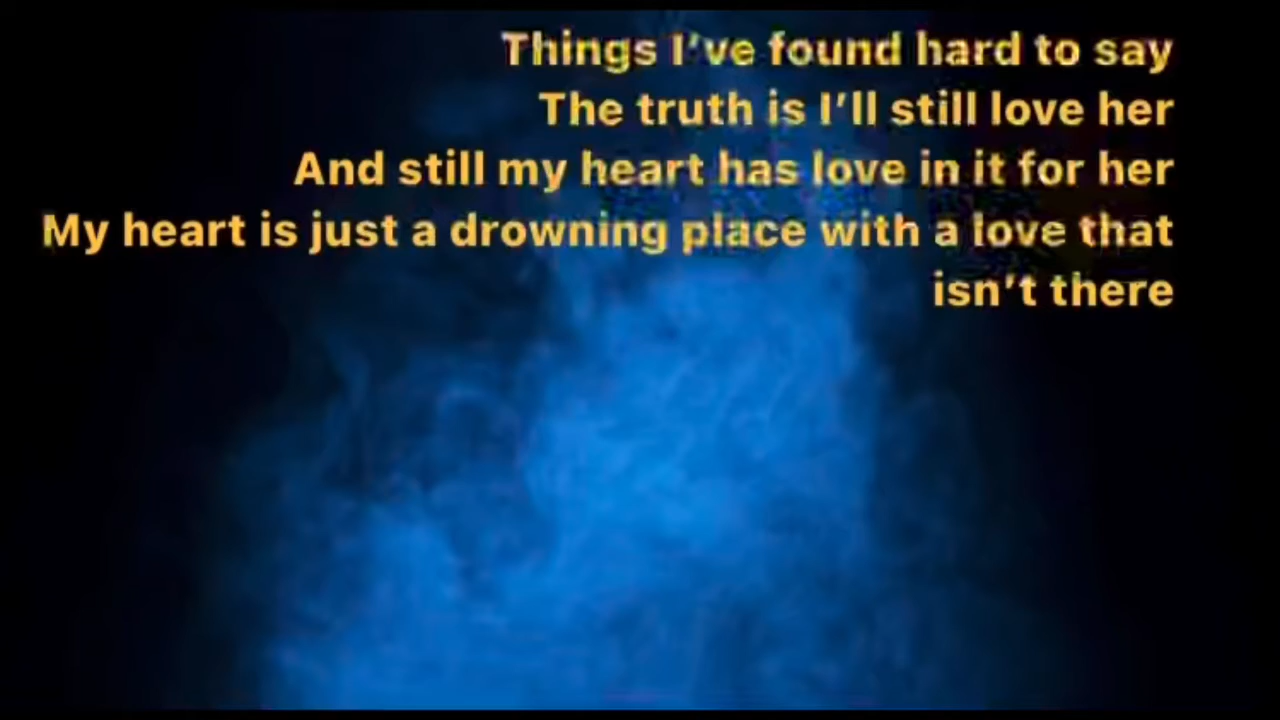 Things I’ve found hard to say
The truth is I’ll still love her
And still my heart has love in it for her
My heart is just a drowning place with a love that
isn’t there